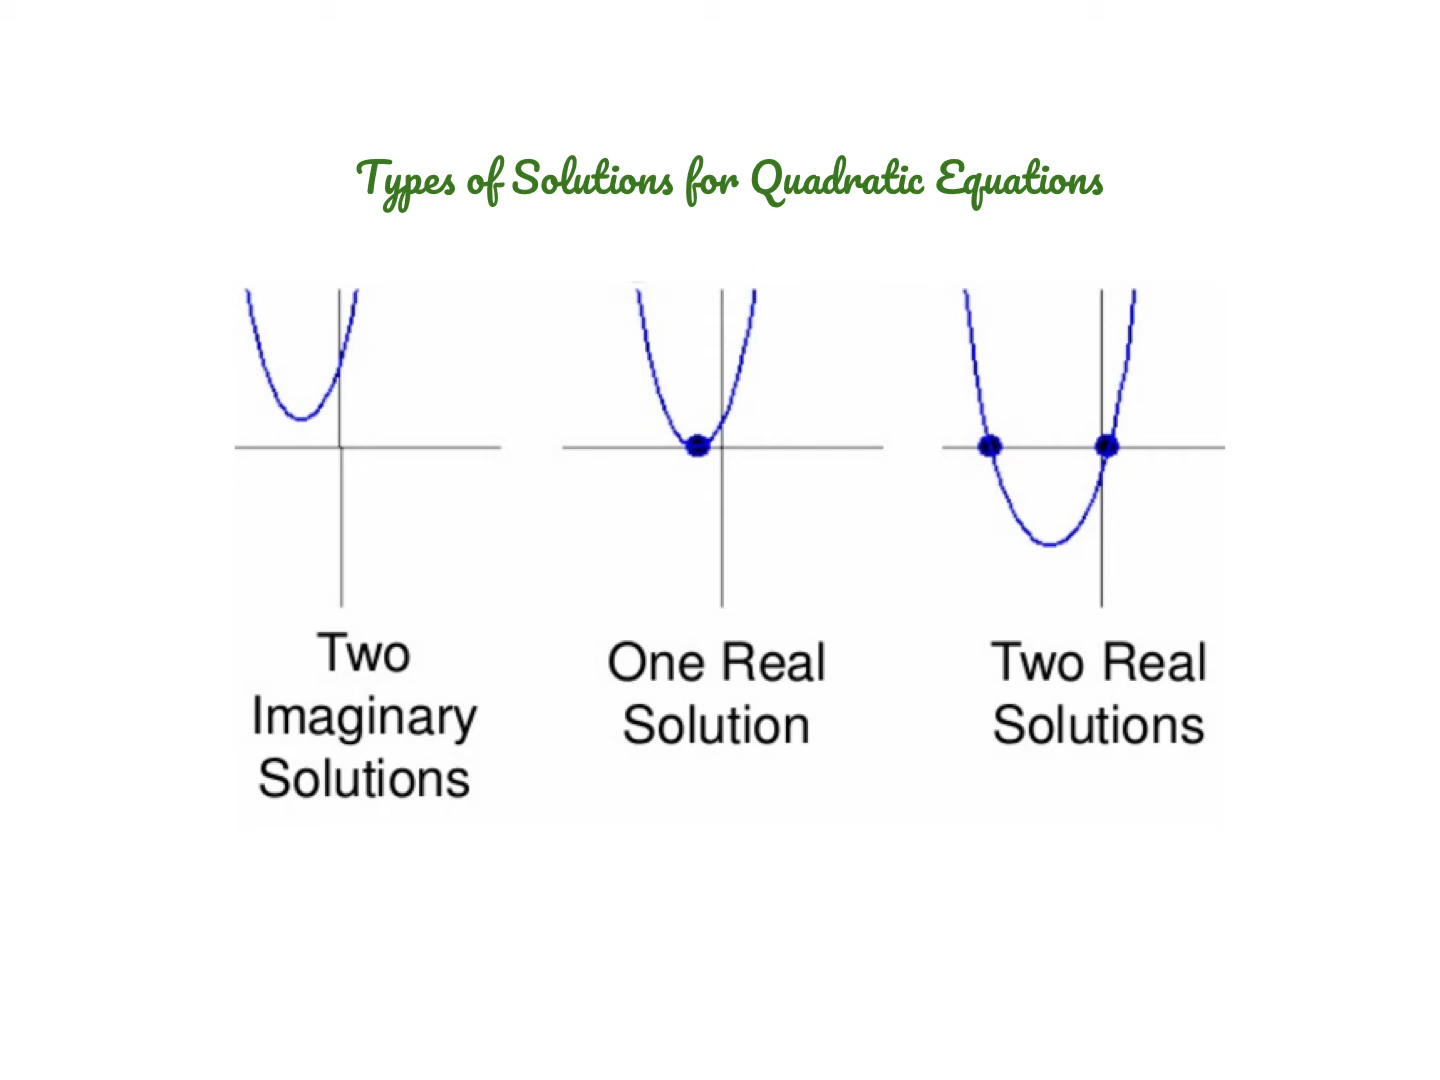 Types of Solutions for Quadratic Equations
Two
Imaginary
Solutions
One Real
Solution
Two Real
Solutions